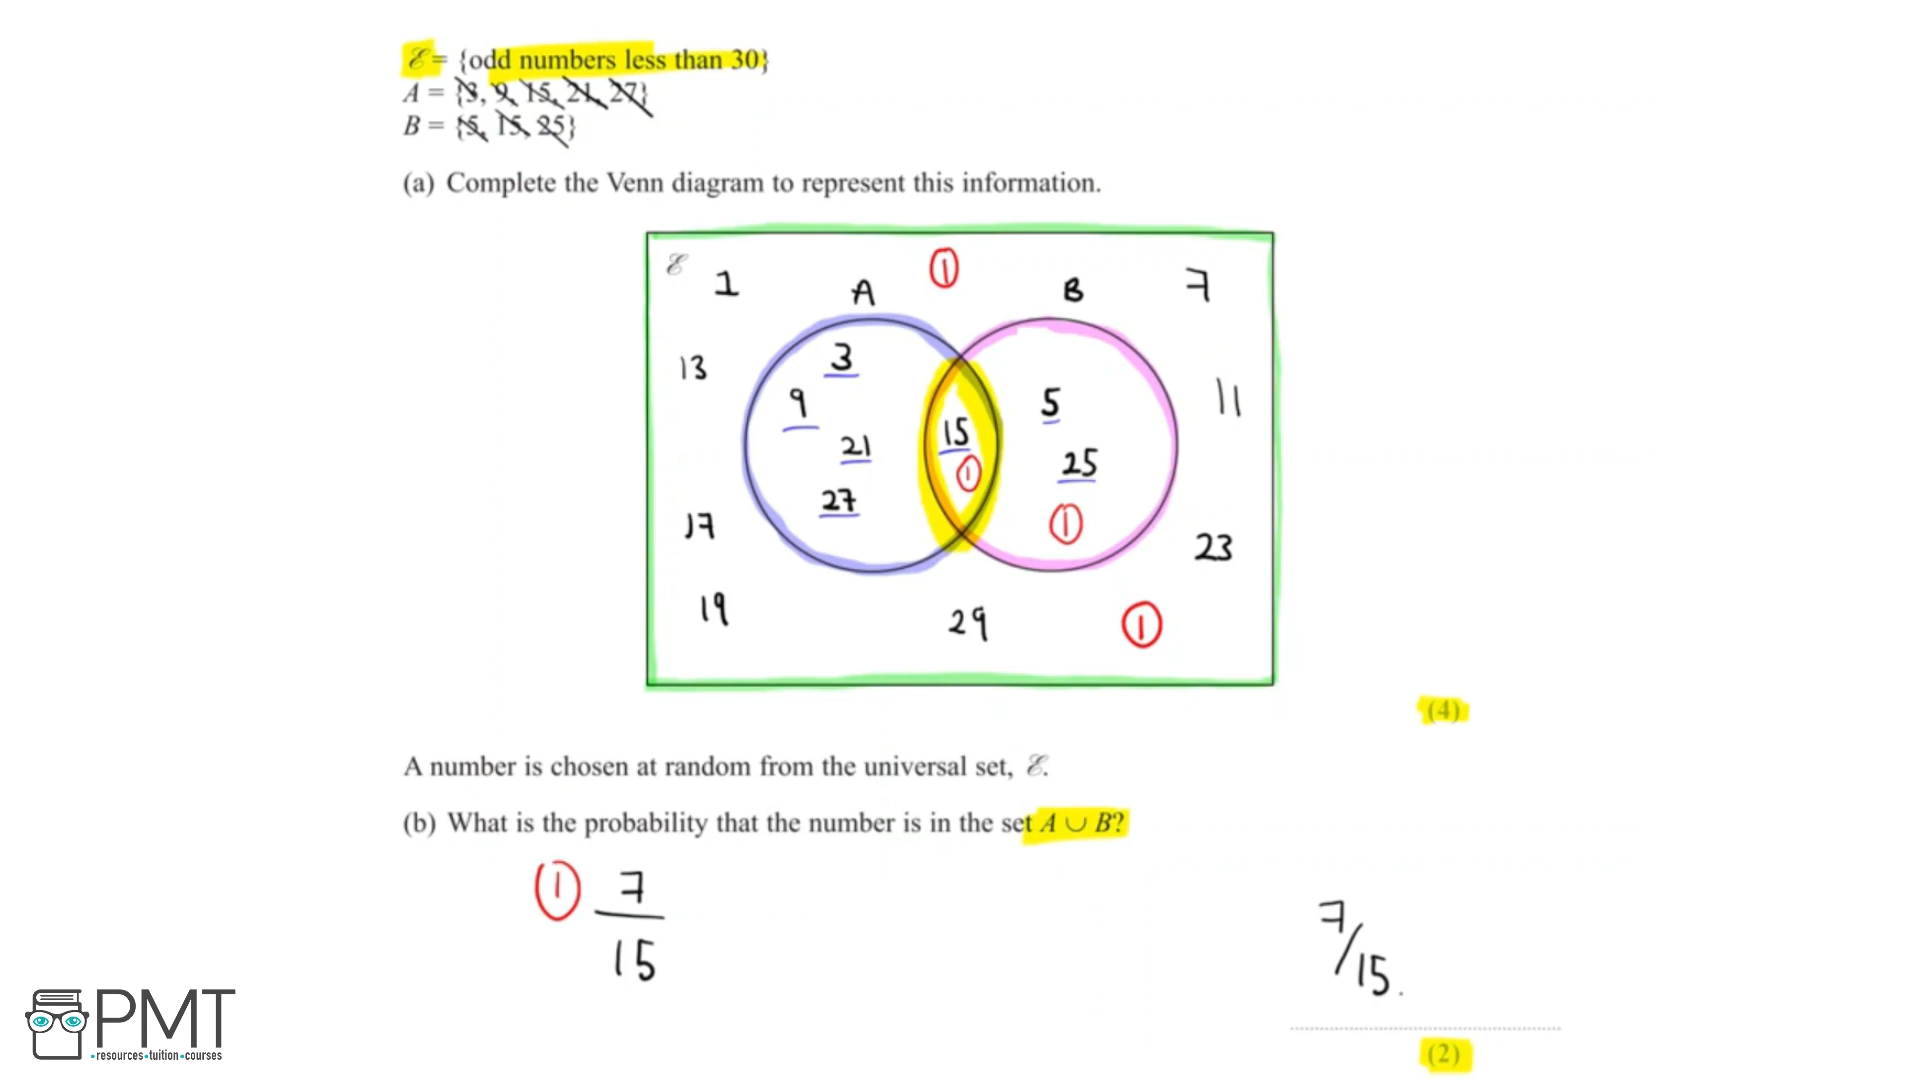 ℰ = {odd numbers less than 30}
A = {3, 9, 15, 21, 27}
B = {5, 15, 25}
(a) Complete the Venn diagram to represent this information.
ℰ 1 A ① B 7
13 3 9 21 27 15 ① 5 25 ① 11
17 23
19 29 ①
(4)
A number is chosen at random from the universal set, ℰ.
(b) What is the probability that the number is in the set A ∪ B?
① 7
15
7/15.
(2)
PMT
•resources•tuition•courses